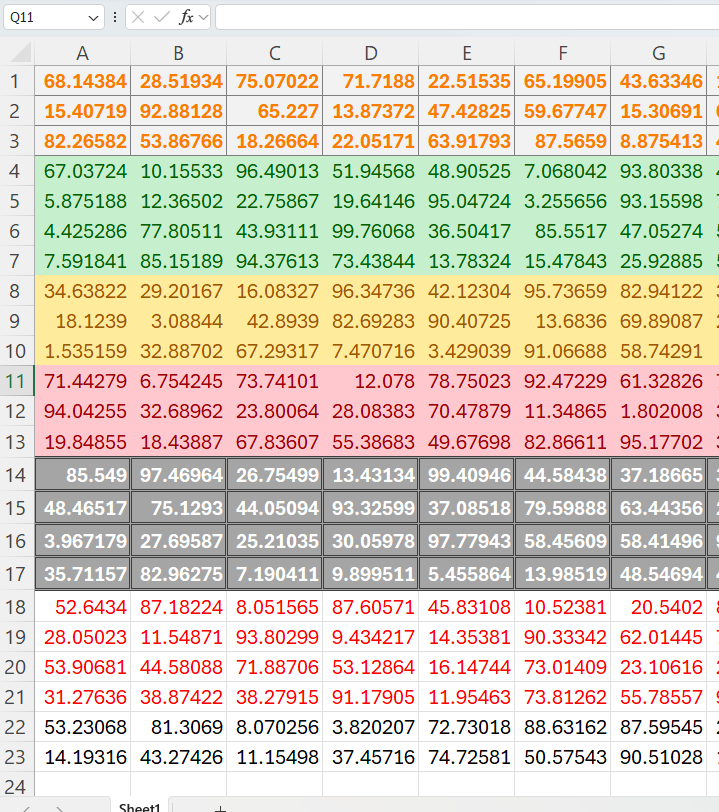 Q11 fx
A B C D E F G
1 68.14384 28.51934 75.07022 71.7188 22.51535 65.19905 43.63346
2 15.40719 92.88128 65.227 13.87372 47.42825 59.67747 15.30691
3 82.26582 53.86766 18.26664 22.05171 63.91793 87.5659 8.875413
4 67.03724 10.15533 96.49013 51.94568 48.90525 7.068042 93.80338
5 5.875188 12.36502 22.75867 19.64146 95.04724 3.255656 93.15598
6 4.425286 77.80511 43.93111 99.76068 36.50417 85.5517 47.05274
7 7.591841 85.15189 94.37613 73.43844 13.78324 15.47843 25.92885
8 34.63822 29.20167 16.08327 96.34736 42.12304 95.73659 82.94122
9 18.1239 3.08844 42.8939 82.69283 90.40725 13.6836 69.89087
10 1.535159 32.88702 67.29317 7.470716 3.429039 91.06688 58.74291
11 71.44279 6.754245 73.74101 12.078 78.75023 92.47229 61.32826
12 94.04255 32.68962 23.80064 28.08383 70.47879 11.34865 1.802008
13 19.84855 18.43887 67.83607 55.38683 49.67698 82.86611 95.17702
14 85.549 97.46964 26.75499 13.43134 99.40946 44.58438 37.18665
15 48.46517 75.1293 44.05094 93.32599 37.08518 79.59888 63.44356
16 3.967179 27.69587 25.21035 30.05978 97.77943 58.45609 58.41496
17 35.71157 82.96275 7.190411 9.899511 5.455864 13.98519 48.54694
18 52.6434 87.18224 8.051565 87.60571 45.83108 10.52381 20.5402
19 28.05023 11.54871 93.80299 9.434217 14.35381 90.33342 62.01445
20 53.90681 44.58088 71.88706 53.12864 16.14744 73.01409 23.10616
21 31.27636 38.87422 38.27915 91.17905 11.95463 73.81262 55.78557
22 53.23068 81.3069 8.070256 3.820207 72.73018 88.63162 87.59545
23 14.19316 43.27426 11.15498 37.45716 74.72581 50.57543 90.51028
24
Sheet1